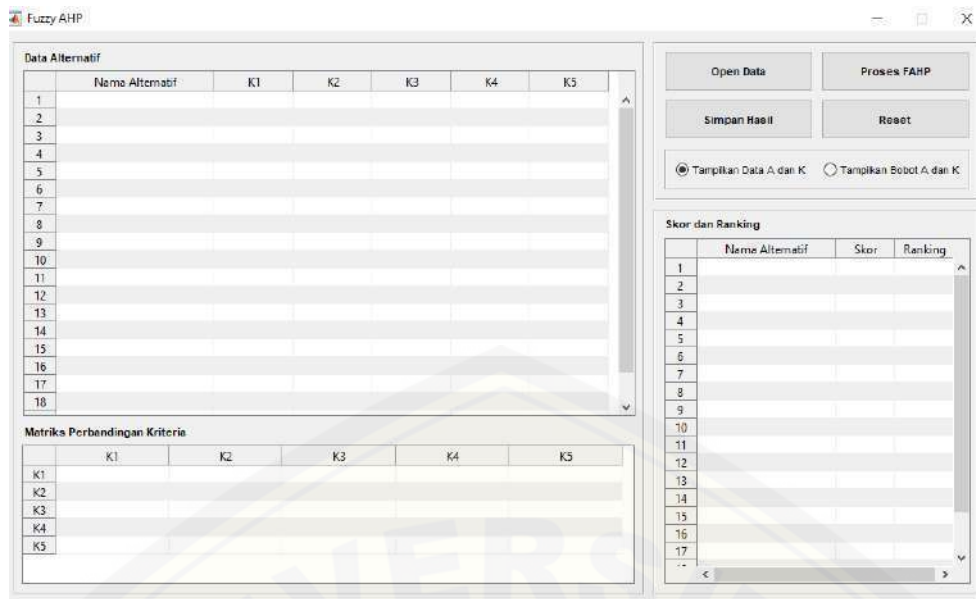 Fuzzy AHP
Data Alternatif
Nama Alternatif K1 K2 K3 K4 K5
1
2
3
4
5
6
7
8
9
10
11
12
13
14
15
16
17
18
Matriks Perbandingan Kriteria
K1 K2 K3 K4 K5
K1
K2
K3
K4
K5
Open Data Proses FAHP
Simpan Hasil Reset
Tampilkan Data A dan K Tampilkan Bobot A dan K
Skor dan Ranking
Nama Alternatif Skor Ranking
1
2
3
4
5
6
7
8
9
10
11
12
13
14
15
16
17
VERS